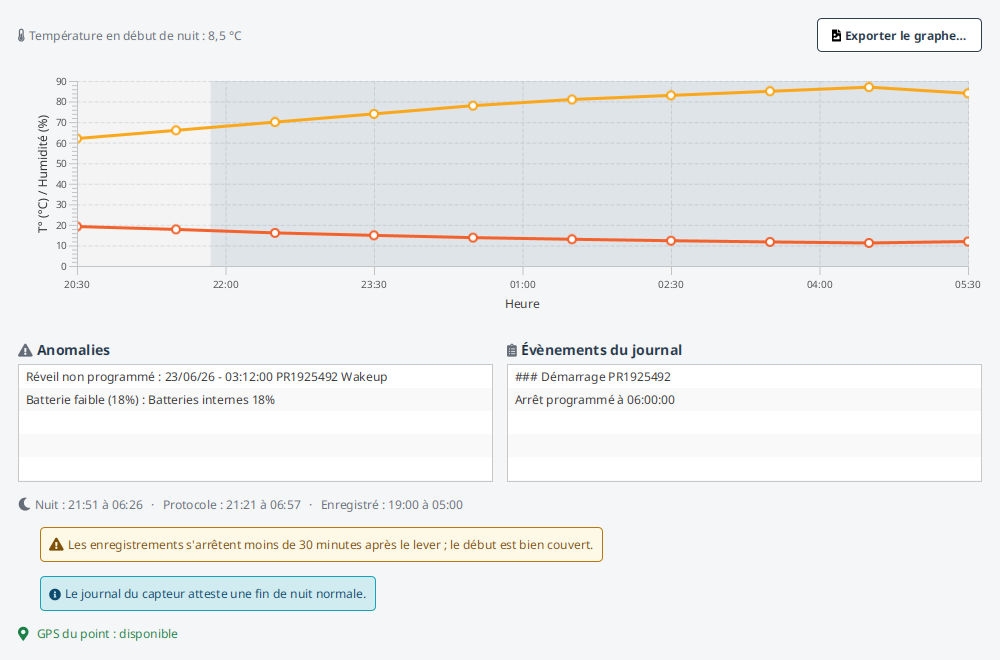 Température en début de nuit : 8,5 °C
Exporter le graphe...
T° (°C) / Humidité (%)
90
80
70
60
50
40
30
20
10
0
20:30 22:00 23:30 01:00 02:30 04:00 05:30
Heure
Anomalies
Réveil non programmé : 23/06/26 - 03:12:00 PR1925492 Wakeup
Batterie faible (18%) : Batteries internes 18%
Évènements du journal
### Démarrage PR1925492
Arrêt programmé à 06:00:00
Nuit : 21:51 à 06:26 · Protocole : 21:21 à 06:57 · Enregistré : 19:00 à 05:00
Les enregistrements s'arrêtent moins de 30 minutes après le lever ; le début est bien couvert.
Le journal du capteur atteste une fin de nuit normale.
GPS du point : disponible